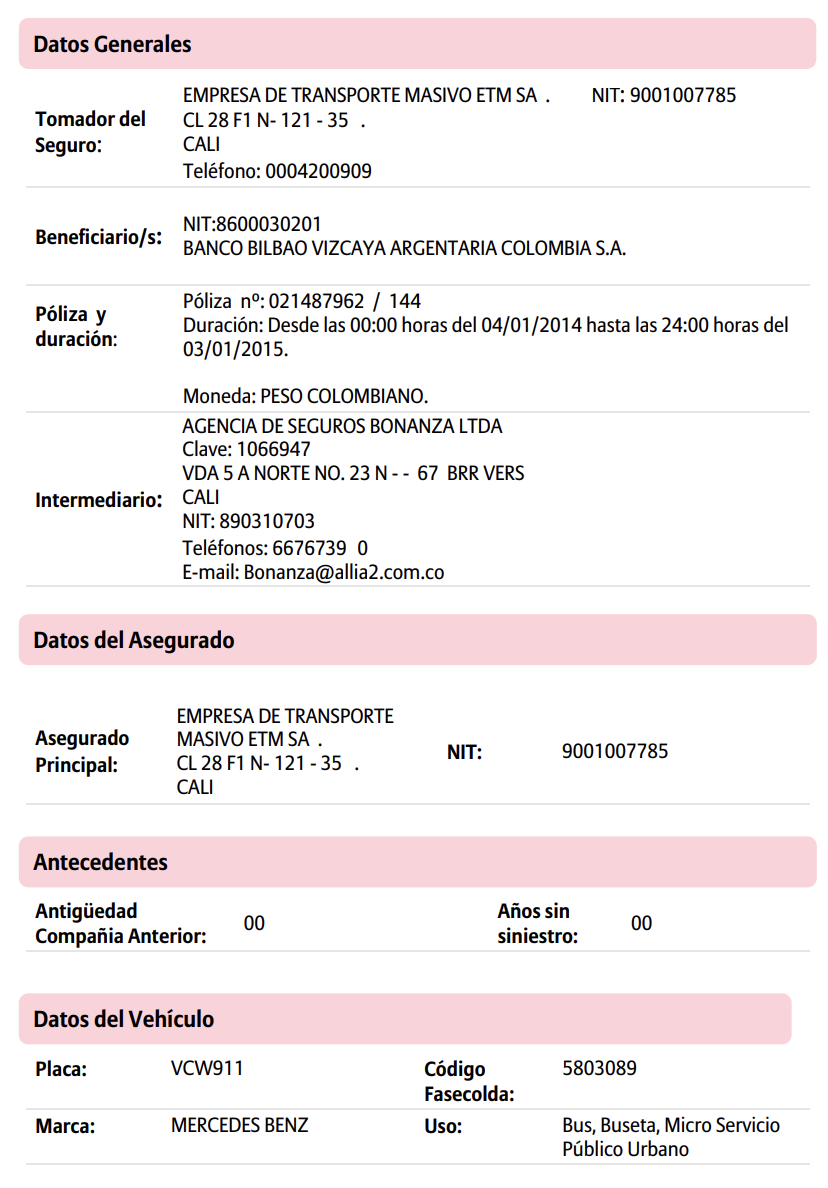 Datos Generales
Tomador del Seguro:
EMPRESA DE TRANSPORTE MASIVO ETM SA . NIT: 9001007785
CL 28 F1 N- 121 - 35 .
CALI
Teléfono: 0004200909
Beneficiario/s:
NIT:8600030201
BANCO BILBAO VIZCAYA ARGENTARIA COLOMBIA S.A.
Póliza y
duración:
Póliza nº: 021487962 / 144
Duración: Desde las 00:00 horas del 04/01/2014 hasta las 24:00 horas del
03/01/2015.
Moneda: PESO COLOMBIANO.
Intermediario:
AGENCIA DE SEGUROS BONANZA LTDA
Clave: 1066947
VDA 5 A NORTE NO. 23 N - - 67 BRR VERS
CALI
NIT: 890310703
Teléfonos: 6676739 0
E-mail: Bonanza@allia2.com.co
Datos del Asegurado
Asegurado
Principal:
EMPRESA DE TRANSPORTE
MASIVO ETM SA .
CL 28 F1 N- 121 - 35 .
CALI
NIT: 9001007785
Antecedentes
Antigüedad
Compañia Anterior: 00
Años sin
siniestro: 00
Datos del Vehículo
Placa: VCW911
Código
Fasecolda: 5803089
Marca: MERCEDES BENZ
Uso: Bus, Buseta, Micro Servicio
Público Urbano